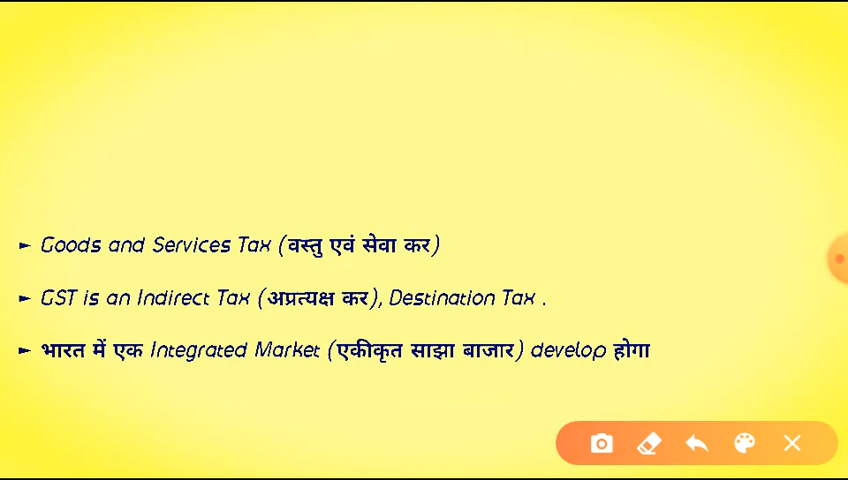 ► Goods and Services Tax (वस्तु एवं सेवा कर)
► GST is an Indirect Tax (अप्रत्यक्ष कर), Destination Tax .
► भारत में एक Integrated Market (एकीकृत साझा बाजार) develop होगा